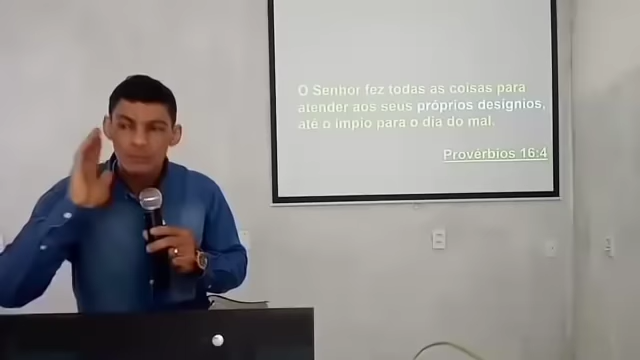 O Senhor fez todas as coisas para
atender aos seus próprios desígnios,
até o ímpio para o dia do mal.
Provérbios 16:4